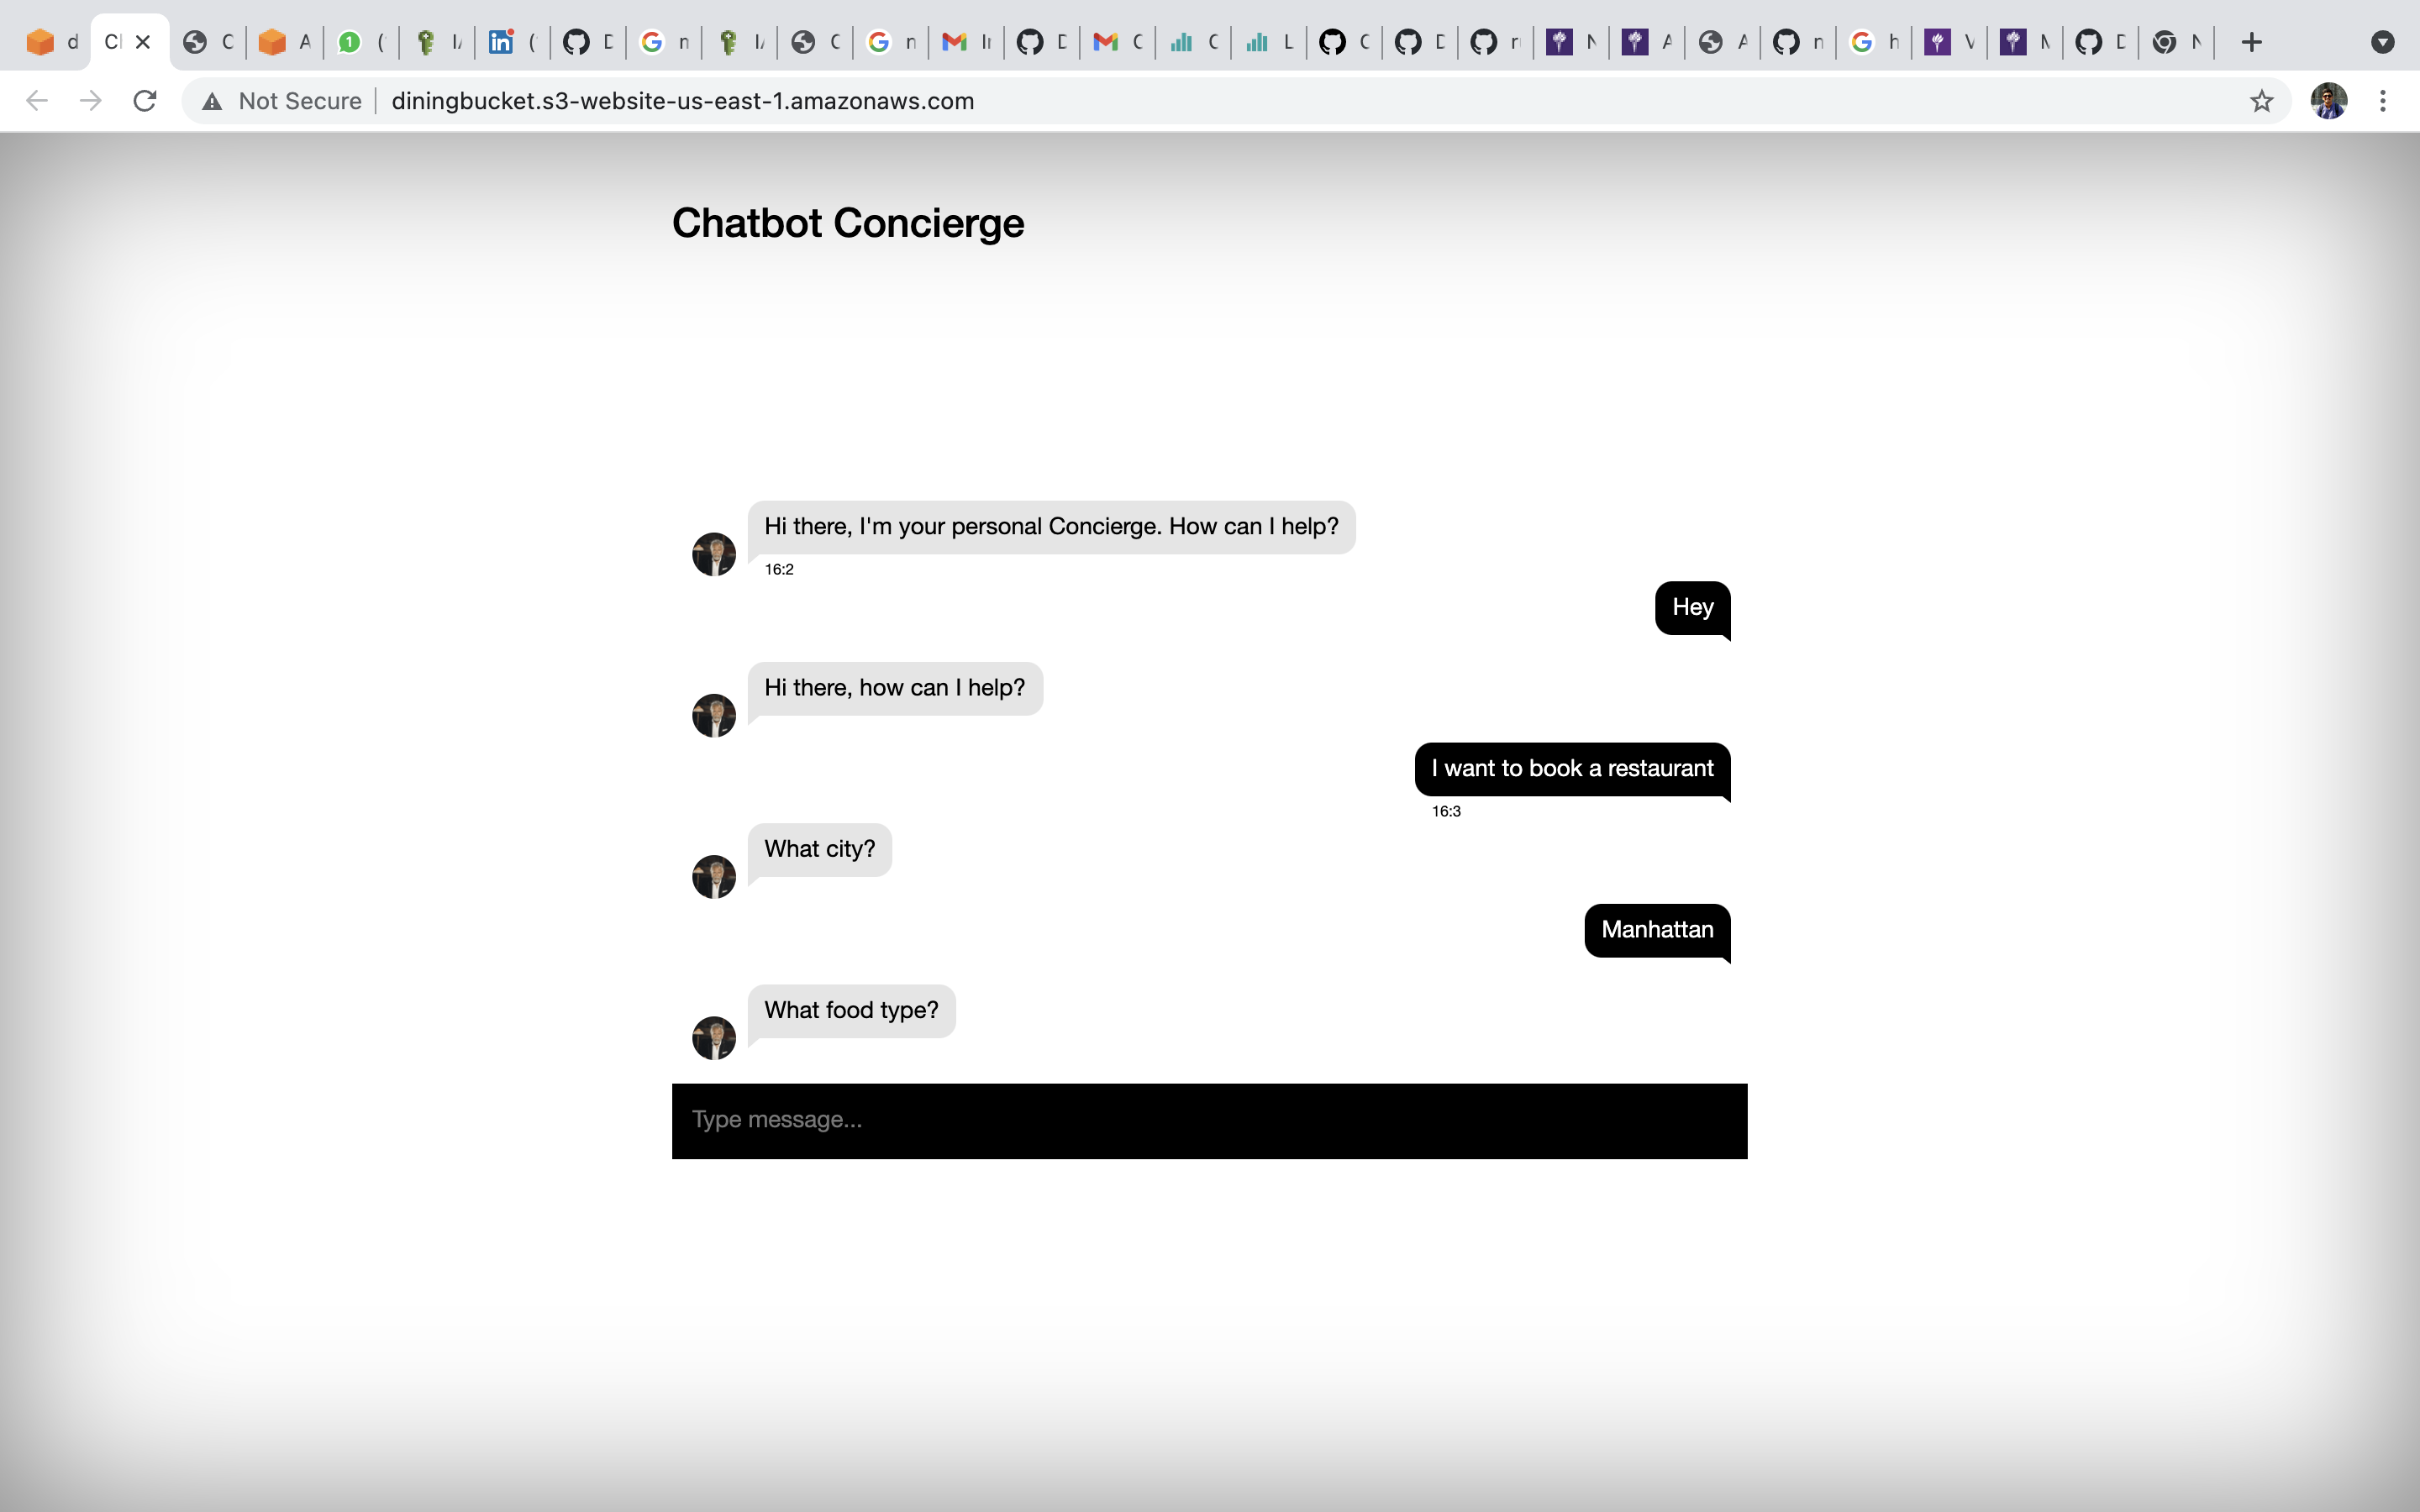 d
C
C
A
1
(
in
(
D
G
n
C
G
n
C
D
C
C
L
C
D
r
N
A
A
n
G
h
V
M
D
N
Not Secure
diningbucket.s3-website-us-east-1.amazonaws.com
Chatbot Concierge
Hi there, I'm your personal Concierge. How can I help?
16:2
Hey
Hi there, how can I help?
I want to book a restaurant
16:3
What city?
Manhattan
What food type?
Type message...